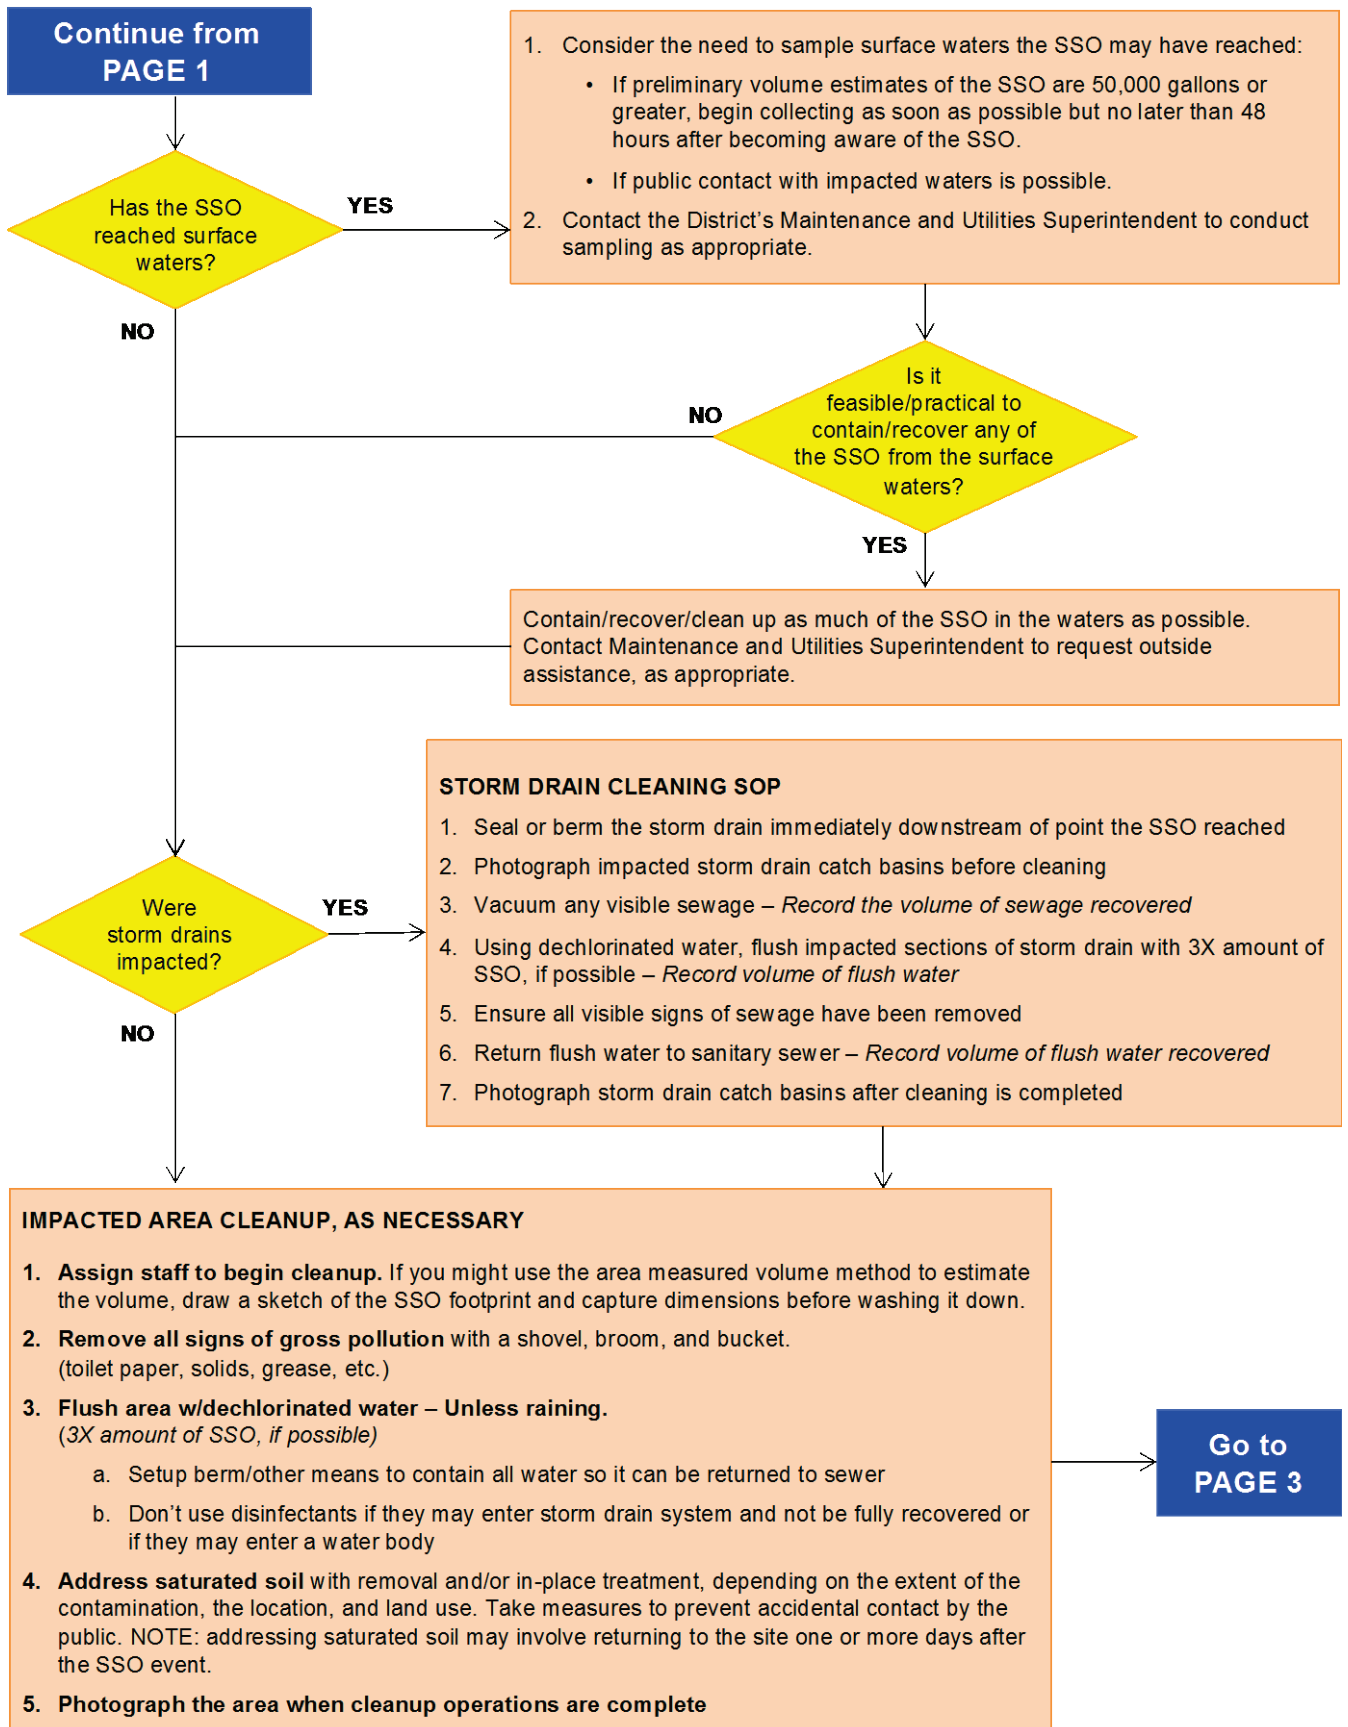 Continue from
PAGE 1
1. Consider the need to sample surface waters the SSO may have reached:
• If preliminary volume estimates of the SSO are 50,000 gallons or
greater, begin collecting as soon as possible but no later than 48
hours after becoming aware of the SSO.
• If public contact with impacted waters is possible.
2. Contact the District’s Maintenance and Utilities Superintendent to conduct
sampling as appropriate.
Has the SSO
reached surface
waters?
YES
NO
Is it
feasible/practical to
contain/recover any of
the SSO from the surface
waters?
NO
YES
Contain/recover/clean up as much of the SSO in the waters as possible.
Contact Maintenance and Utilities Superintendent to request outside
assistance, as appropriate.
Were
storm drains
impacted?
YES
NO
STORM DRAIN CLEANING SOP
1. Seal or berm the storm drain immediately downstream of point the SSO reached
2. Photograph impacted storm drain catch basins before cleaning
3. Vacuum any visible sewage – Record the volume of sewage recovered
4. Using dechlorinated water, flush impacted sections of storm drain with 3X amount of
SSO, if possible – Record volume of flush water
5. Ensure all visible signs of sewage have been removed
6. Return flush water to sanitary sewer – Record volume of flush water recovered
7. Photograph storm drain catch basins after cleaning is completed
IMPACTED AREA CLEANUP, AS NECESSARY
1. Assign staff to begin cleanup. If you might use the area measured volume method to estimate
the volume, draw a sketch of the SSO footprint and capture dimensions before washing it down.
2. Remove all signs of gross pollution with a shovel, broom, and bucket.
(toilet paper, solids, grease, etc.)
3. Flush area w/dechlorinated water – Unless raining.
(3X amount of SSO, if possible)
a. Setup berm/other means to contain all water so it can be returned to sewer
b. Don’t use disinfectants if they may enter storm drain system and not be fully recovered or
if they may enter a water body
4. Address saturated soil with removal and/or in-place treatment, depending on the extent of the
contamination, the location, and land use. Take measures to prevent accidental contact by the
public. NOTE: addressing saturated soil may involve returning to the site one or more days after
the SSO event.
5. Photograph the area when cleanup operations are complete
Go to
PAGE 3